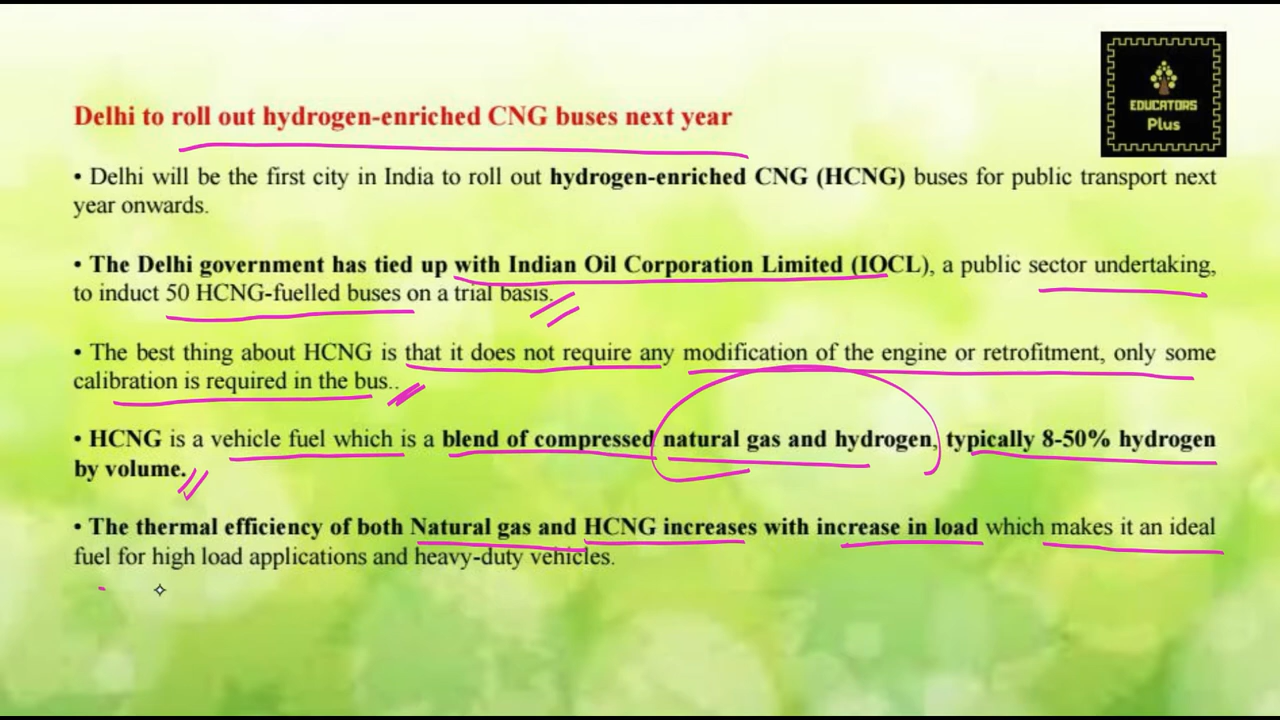 EDUCATORS
Plus
Delhi to roll out hydrogen-enriched CNG buses next year
• Delhi will be the first city in India to roll out hydrogen-enriched CNG (HCNG) buses for public transport next
year onwards.
• The Delhi government has tied up with Indian Oil Corporation Limited (IOCL), a public sector undertaking,
to induct 50 HCNG-fuelled buses on a trial basis.
• The best thing about HCNG is that it does not require any modification of the engine or retrofitment, only some
calibration is required in the bus..
• HCNG is a vehicle fuel which is a blend of compressed natural gas and hydrogen, typically 8-50% hydrogen
by volume.
• The thermal efficiency of both Natural gas and HCNG increases with increase in load which makes it an ideal
fuel for high load applications and heavy-duty vehicles.